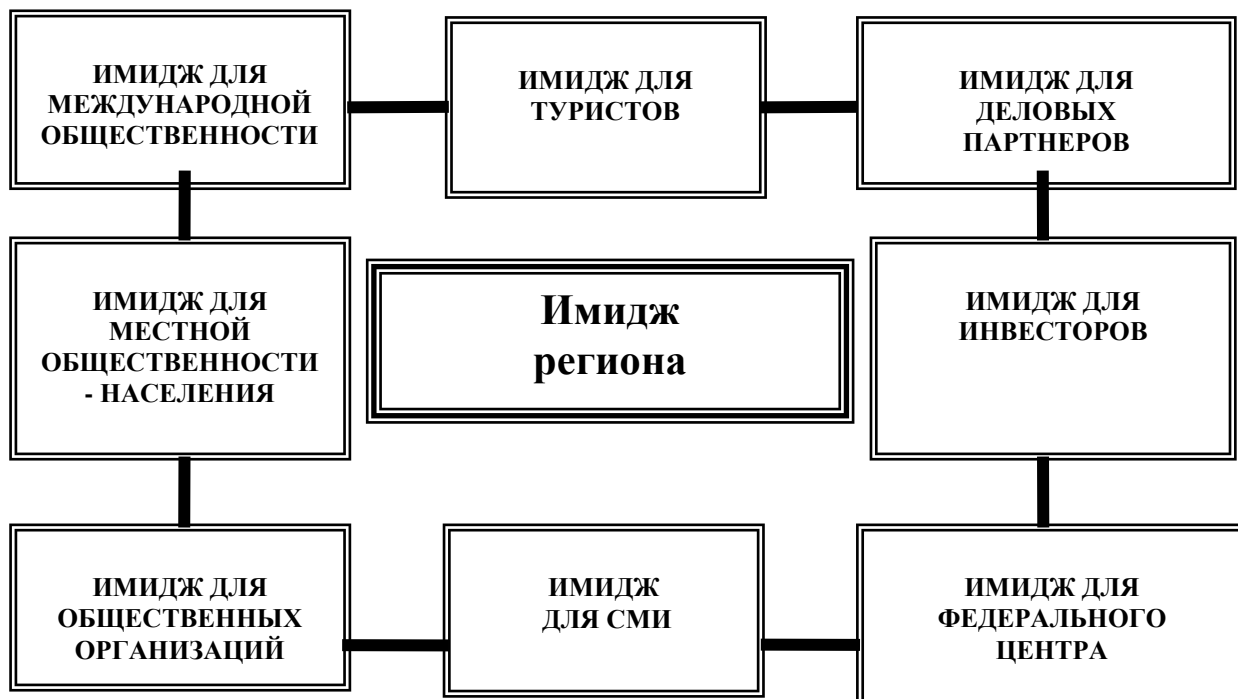 ИМИДЖ ДЛЯ
МЕЖДУНАРОДНОЙ
ОБЩЕСТВЕННОСТИ
ИМИДЖ ДЛЯ
ТУРИСТОВ
ИМИДЖ ДЛЯ
ДЕЛОВЫХ
ПАРТНЕРОВ
ИМИДЖ ДЛЯ
МЕСТНОЙ
ОБЩЕСТВЕННОСТИ
- НАСЕЛЕНИЯ
Имидж
региона
ИМИДЖ ДЛЯ
ИНВЕСТОРОВ
ИМИДЖ ДЛЯ
ОБЩЕСТВЕННЫХ
ОРГАНИЗАЦИЙ
ИМИДЖ
ДЛЯ СМИ
ИМИДЖ ДЛЯ
ФЕДЕРАЛЬНОГО
ЦЕНТРА